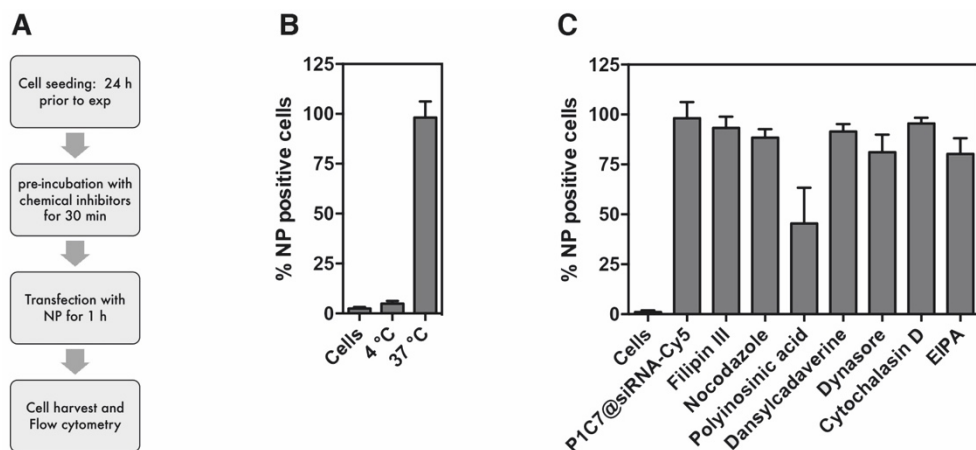 A
Cell seeding: 24 h
prior to exp
pre-incubation with
chemical inhibitors
for 30 min
Transfection with
NP for 1 h
Cell harvest and
Flow cytometry
B
% NP positive cells
125
100
75
50
25
0
Cells
4 °C
37 °C
C
% NP positive cells
125
100
75
50
25
0
Cells
P1C7@siRNA-Cy5
Filipin III
Nocodazole
Polyinosinic acid
Dansylcadaverine
Dynasore
Cytochalasin D
EIPA